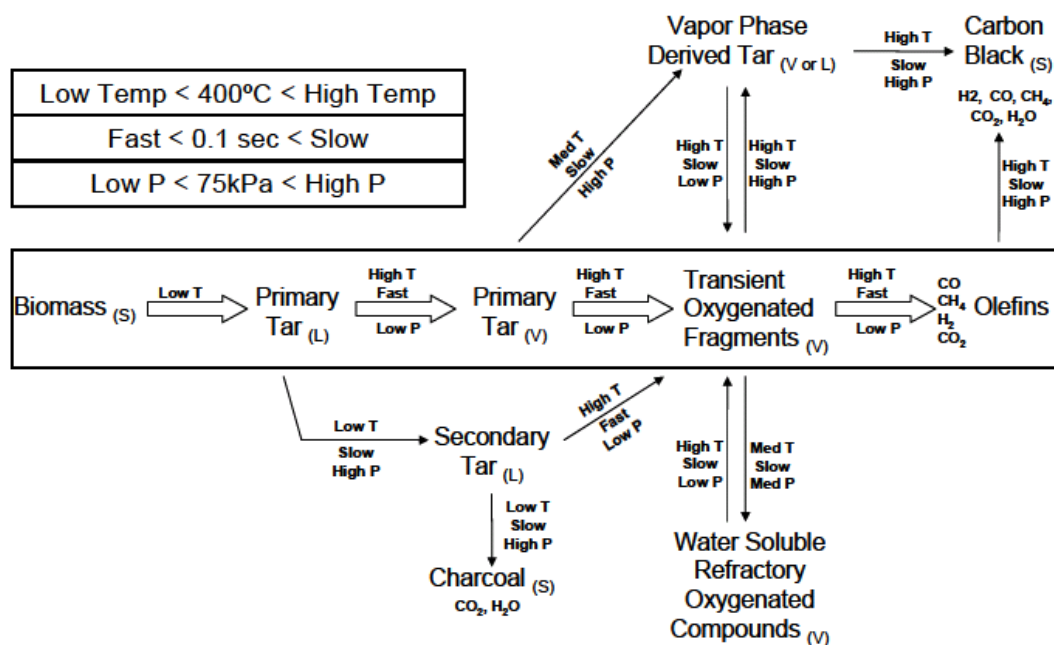 Low Temp < 400ºC < High Temp
Fast < 0.1 sec < Slow
Low P < 75kPa < High P
Vapor Phase
Derived Tar (V or L)
High T
Slow
High P
Carbon
Black (S)
H2, CO, CH₄,
CO₂, H₂O
Med T
Slow
High P
High T
Slow
Low P
High T
Slow
High P
High T
Slow
High P
Biomass (S)
Low T
Primary
Tar (L)
High T
Fast
Low P
Primary
Tar (V)
High T
Fast
Low P
Transient
Oxygenated
Fragments (V)
High T
Fast
Low P
CO
CH₄
H₂
CO₂
Olefins
Low T
Slow
High P
Secondary
Tar (L)
High T
Fast
Low P
High T
Slow
Low P
Med T
Slow
Med P
Low T
Slow
High P
Charcoal (S)
CO₂, H₂O
Water Soluble
Refractory
Oxygenated
Compounds (V)